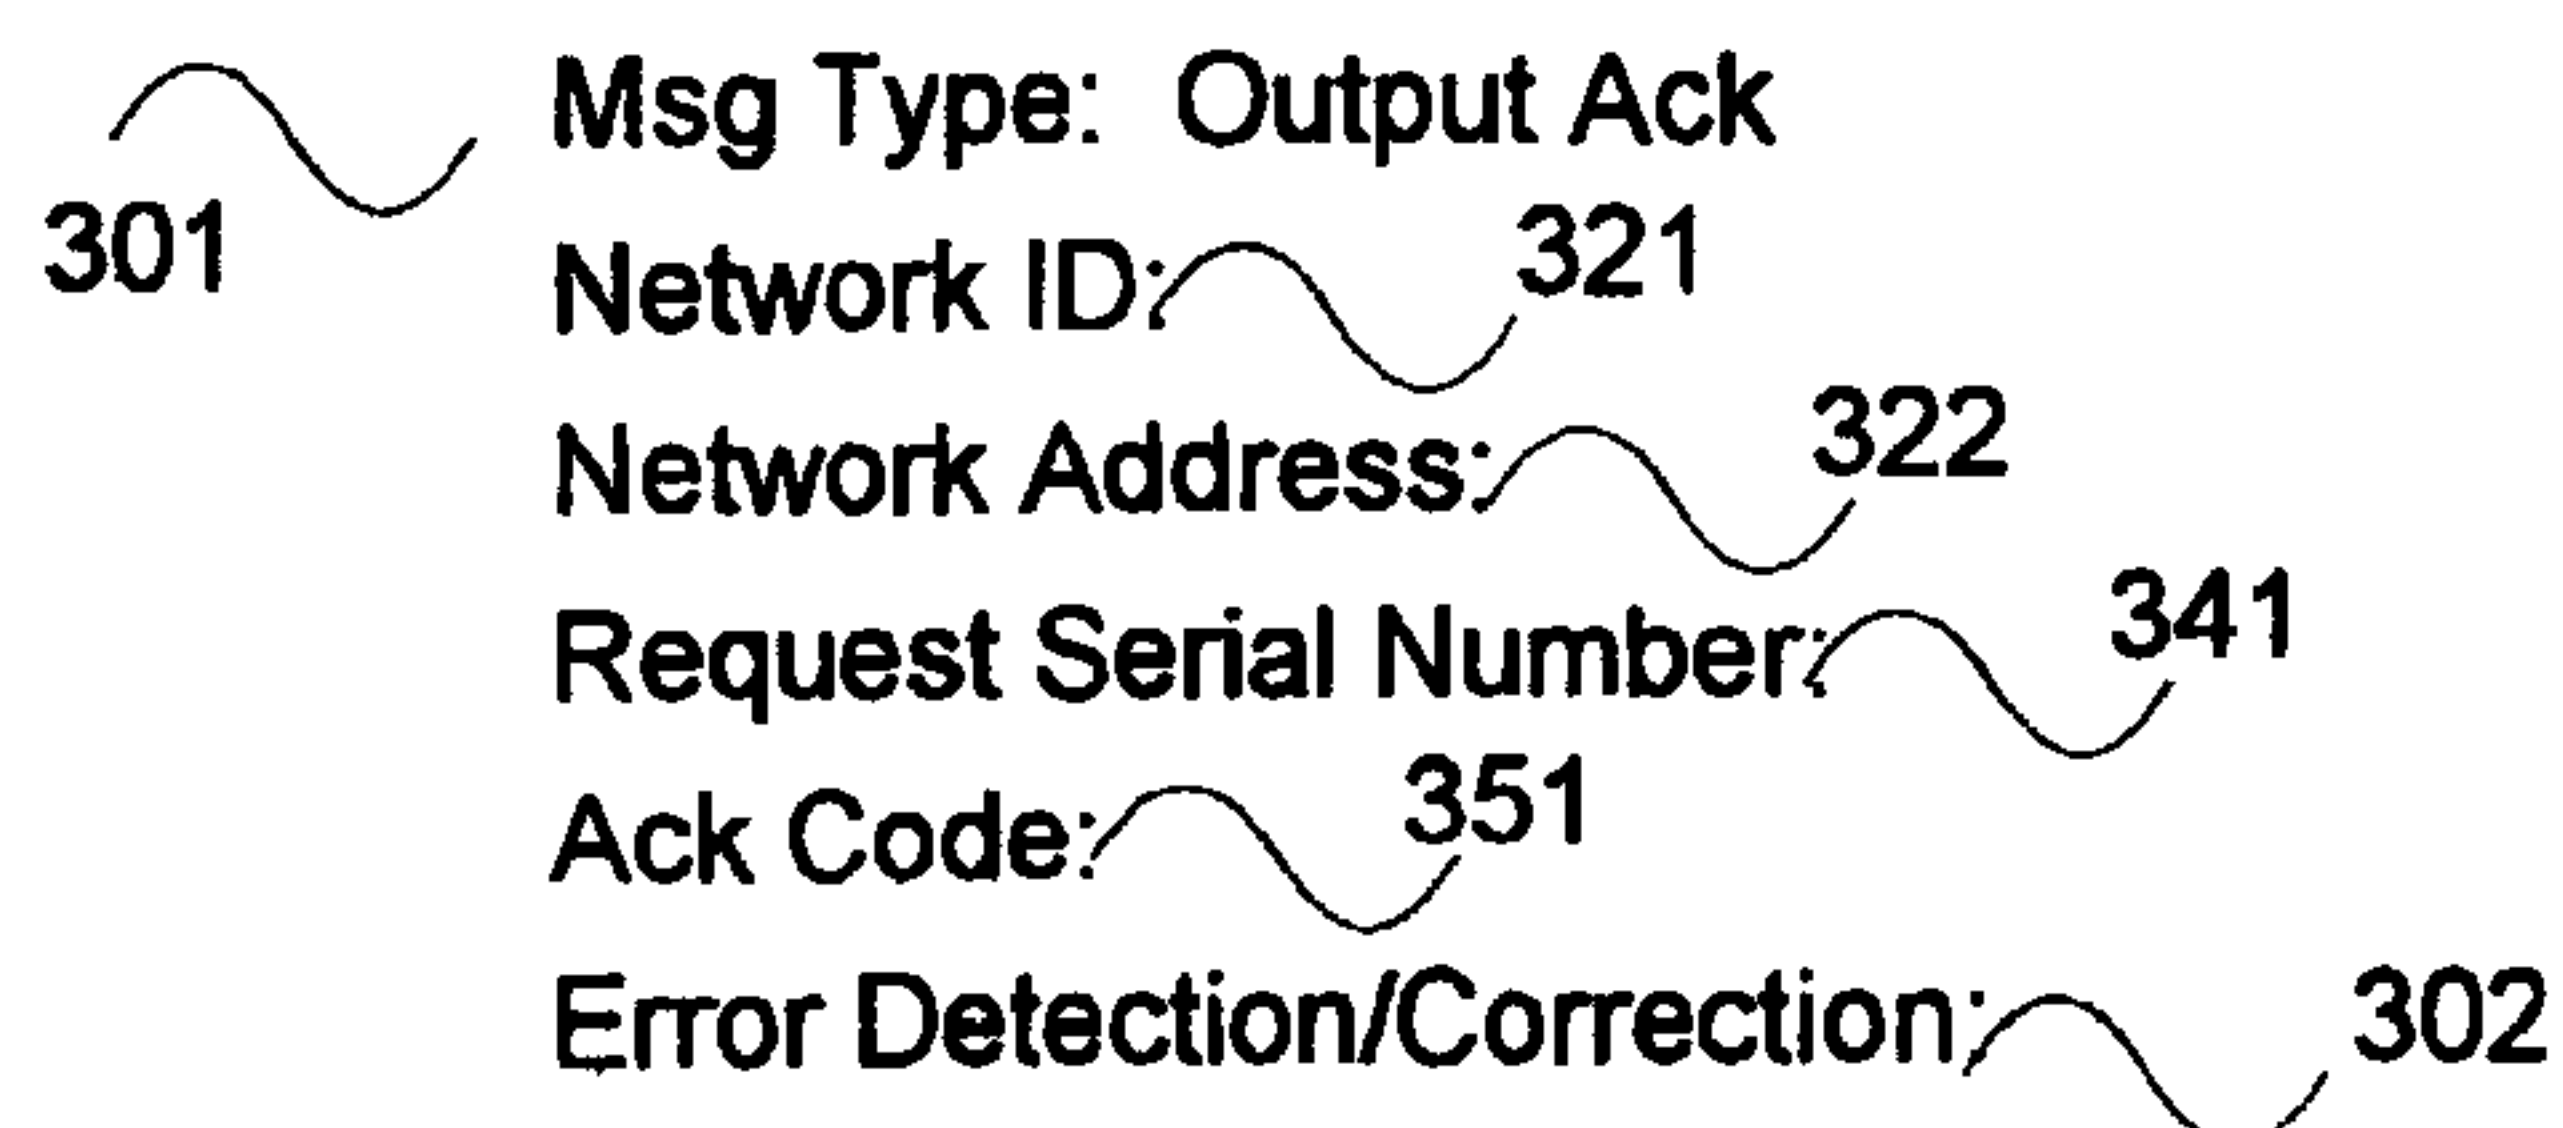 301 Msg Type: Output Ack
Network ID: 321
Network Address: 322
Request Serial Number: 341
Ack Code: 351
Error Detection/Correction: 302